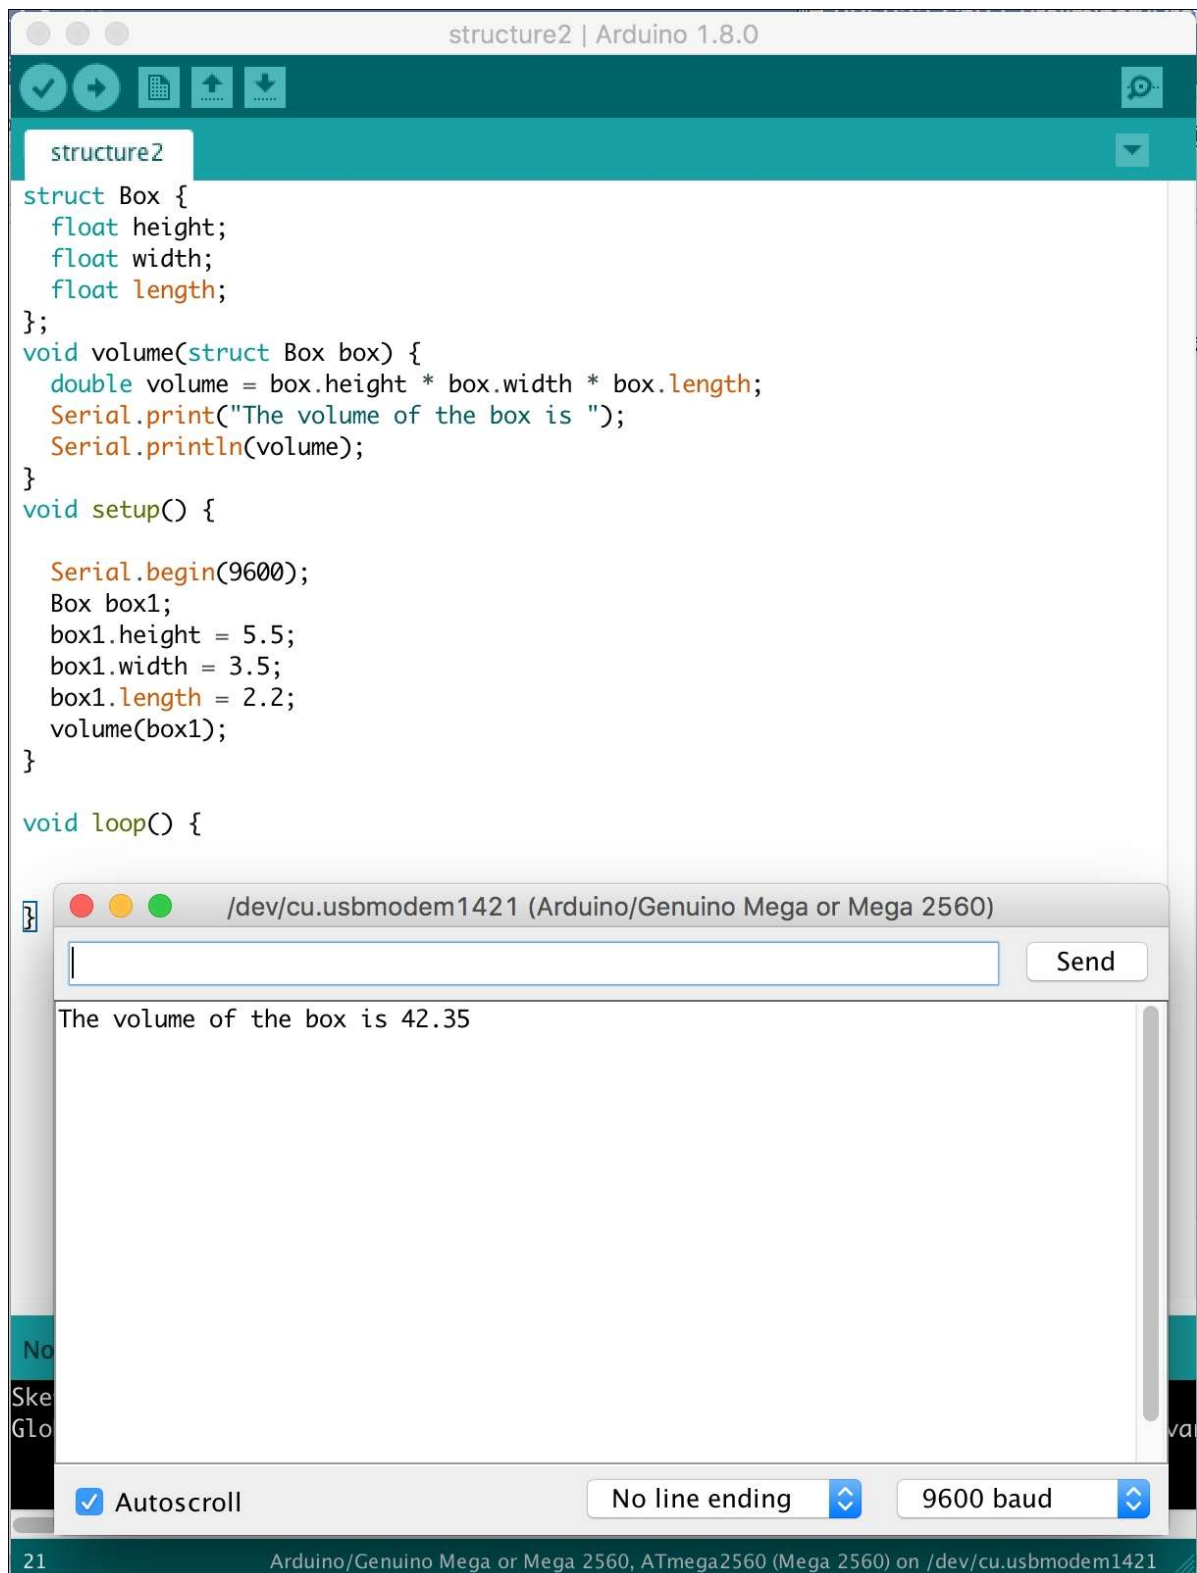 structure2 | Arduino 1.8.0
structure2
struct Box {
  float height;
  float width;
  float length;
};
void volume(struct Box box) {
  double volume = box.height * box.width * box.length;
  Serial.print("The volume of the box is ");
  Serial.println(volume);
}
void setup() {
  Serial.begin(9600);
  Box box1;
  box1.height = 5.5;
  box1.width = 3.5;
  box1.length = 2.2;
  volume(box1);
}
void loop() {
}
/dev/cu.usbmodem1421 (Arduino/Genuino Mega or Mega 2560)
Send
The volume of the box is 42.35
No
Ske
Glo va
Autoscroll No line ending 9600 baud
21 Arduino/Genuino Mega or Mega 2560, ATmega2560 (Mega 2560) on /dev/cu.usbmodem1421